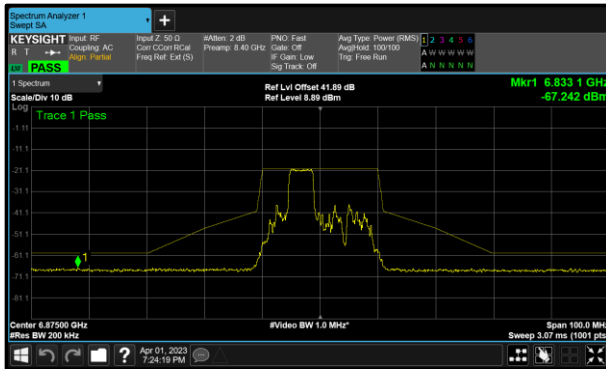 Spectrum Analyzer 1
Swept SA
KEYSIGHT
R T
LV PASS
Input: RF
Coupling: AC
Align: Partial
Input Z: 50 Ω
Corr CCorr RCal
Freq Ref: Ext (S)
#Atten: 2 dB
Preamp: 8.40 GHz
PNO: Fast
Gate: Off
IF Gain: Low
Sig Track: Off
Avg Type: Power (RMS)
Avg|Hold: 100/100
Trig: Free Run
1 2 3 4 5 6
A W W W W W
A N N N N N
1 Spectrum
Scale/Div 10 dB
Ref Lvl Offset 41.89 dB
Ref Level 8.89 dBm
Mkr1 6.833 1 GHz
-67.242 dBm
Log
Trace 1 Pass
-1.11
-11.1
-21.1
-31.1
-41.1
-51.1
-61.1
-71.1
-81.1
1
Center 6.87500 GHz
#Res BW 200 kHz
#Video BW 1.0 MHz*
Span 100.0 MHz
Sweep 3.07 ms (1001 pts)
?
Apr 01, 2023
7:24:19 PM